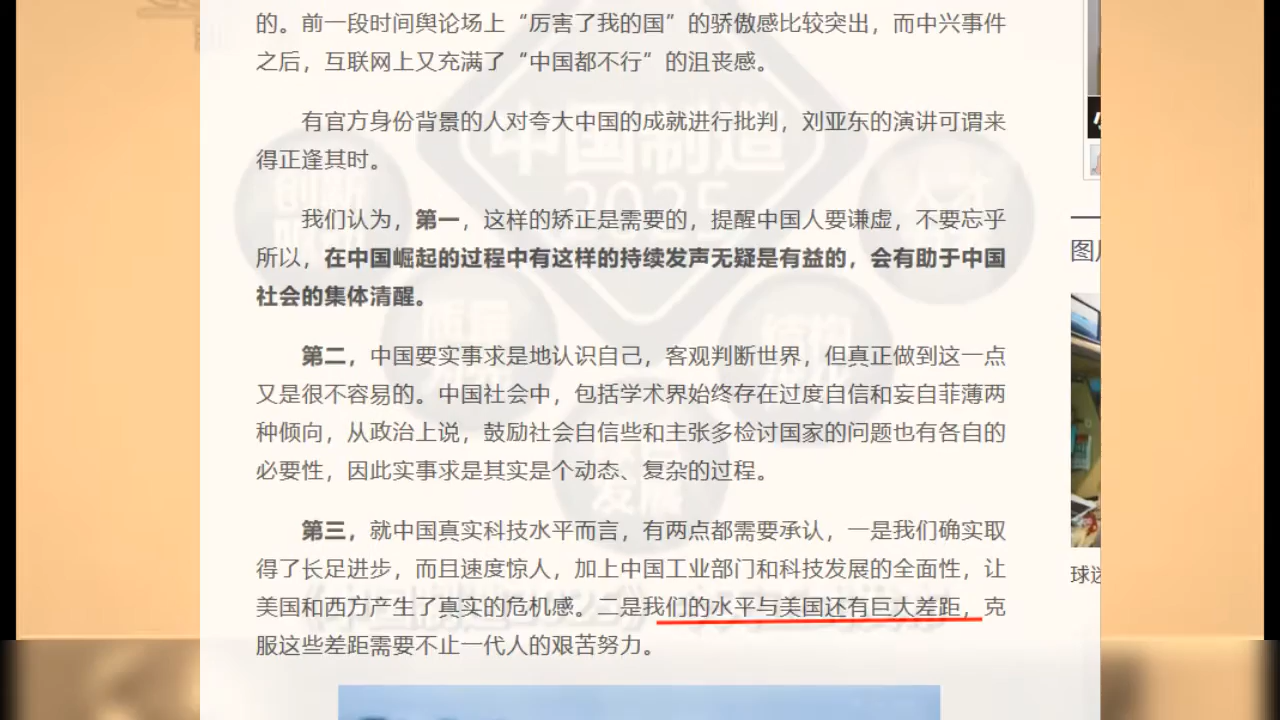 的。前一段时间舆论场上“厉害了我的国”的骄傲感比较突出，而中兴事件
之后，互联网上又充满了“中国都不行”的沮丧感。
有官方身份背景的人对夸大中国的成就进行批判，刘亚东的演讲可谓来
得正逢其时。
我们认为，第一，这样的矫正是需要的，提醒中国人要谦虚，不要忘乎
所以，在中国崛起的过程中有这样的持续发声无疑是有益的，会有助于中国
社会的集体清醒。
第二，中国要实事求是地认识自己，客观判断世界，但真正做到这一点
又是很不容易的。中国社会中，包括学术界始终存在过度自信和妄自菲薄两
种倾向，从政治上说，鼓励社会自信些和主张多检讨国家的问题也有各自的
必要性，因此实事求是其实是个动态、复杂的过程。
第三，就中国真实科技水平而言，有两点都需要承认，一是我们确实取
得了长足进步，而且速度惊人，加上中国工业部门和科技发展的全面性，让
美国和西方产生了真实的危机感。二是我们的水平与美国还有巨大差距，克
服这些差距需要不止一代人的艰苦努力。
中国制造
2025
创新
人才
质量
结构
发展
图
球迷